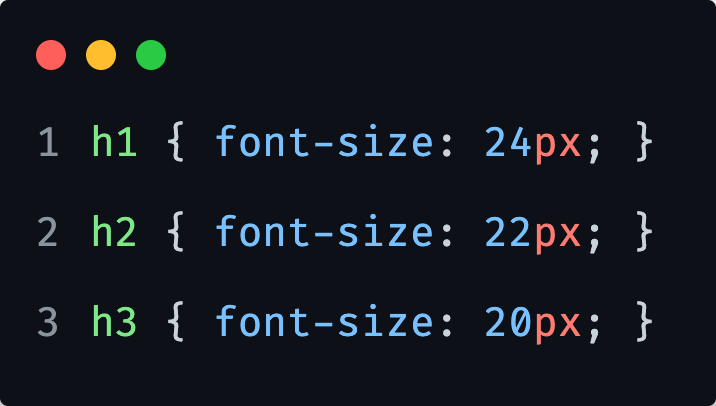 1 h1 { font-size: 24px; }
2 h2 { font-size: 22px; }
3 h3 { font-size: 20px; }